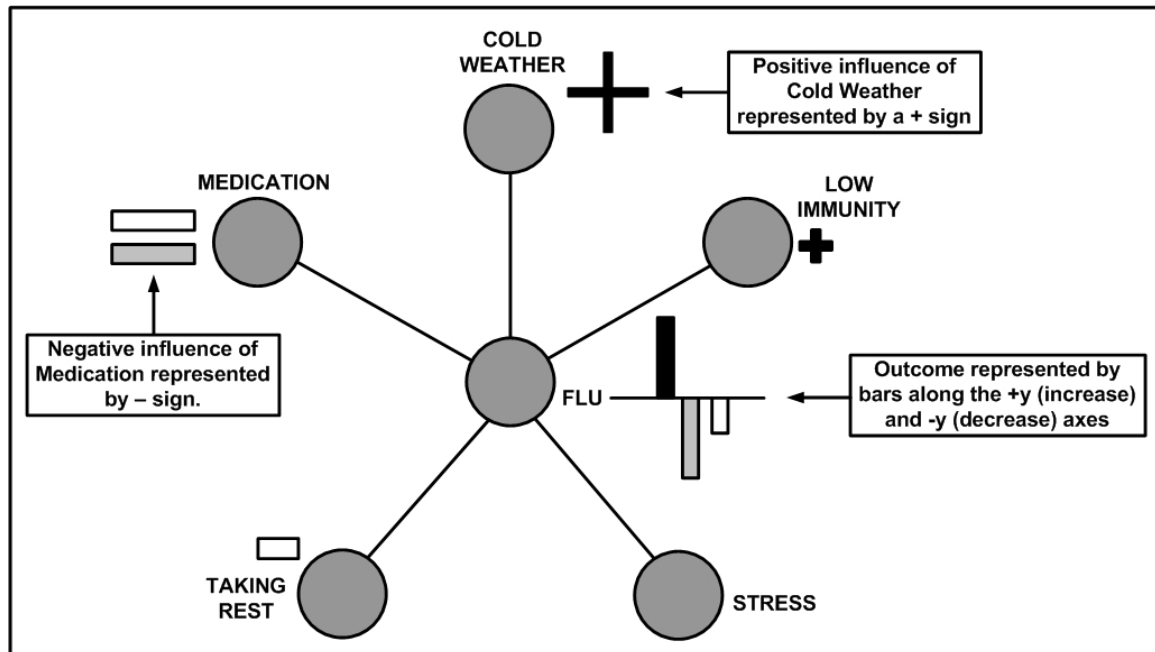 COLD
WEATHER
Positive influence of
Cold Weather
represented by a + sign
MEDICATION
LOW
IMMUNITY
Negative influence of
Medication represented
by – sign.
FLU
Outcome represented by
bars along the +y (increase)
and -y (decrease) axes
TAKING
REST
STRESS